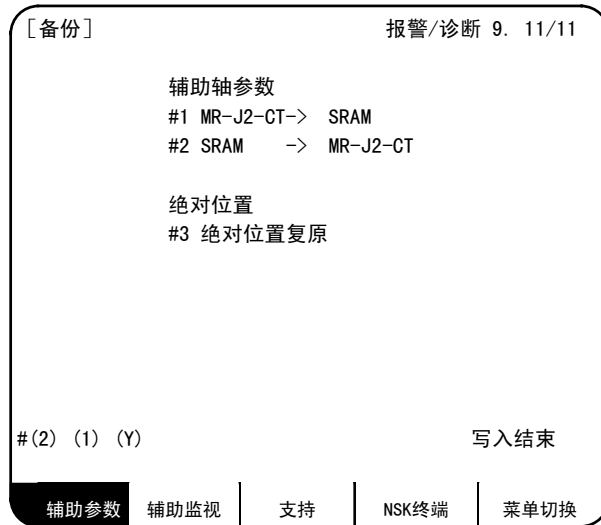 [备份] 报警/诊断 9. 11/11
辅助轴参数
#1 MR-J2-CT-> SRAM
#2 SRAM -> MR-J2-CT
绝对位置
#3 绝对位置复原
#(2) (1) (Y) 写入结束
辅助参数 辅助监视 支持 NSK终端 菜单切换